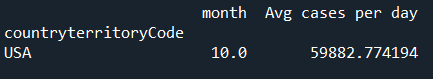 month Avg cases per day
countryterritoryCode
USA 10.0 59882.774194